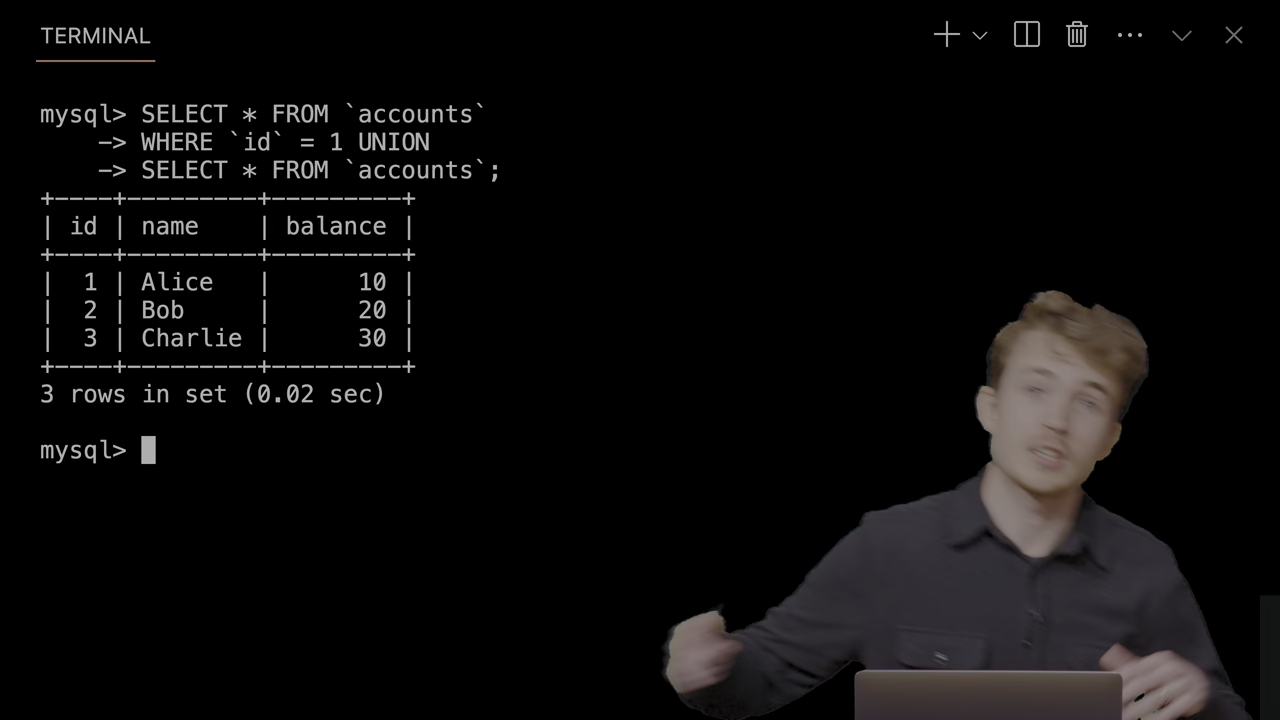 TERMINAL
mysql> SELECT * FROM `accounts`
    -> WHERE `id` = 1 UNION
    -> SELECT * FROM `accounts`;
+----+---------+---------+
| id | name    | balance |
+----+---------+---------+
|  1 | Alice   |      10 |
|  2 | Bob     |      20 |
|  3 | Charlie |      30 |
+----+---------+---------+
3 rows in set (0.02 sec)
mysql>